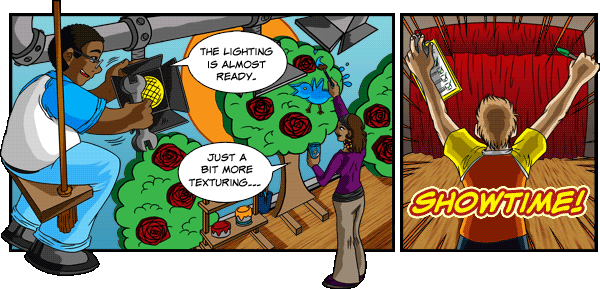 THE LIGHTING
IS ALMOST
READY..
JUST A
BIT MORE
TEXTURING....
SHOWTIME!